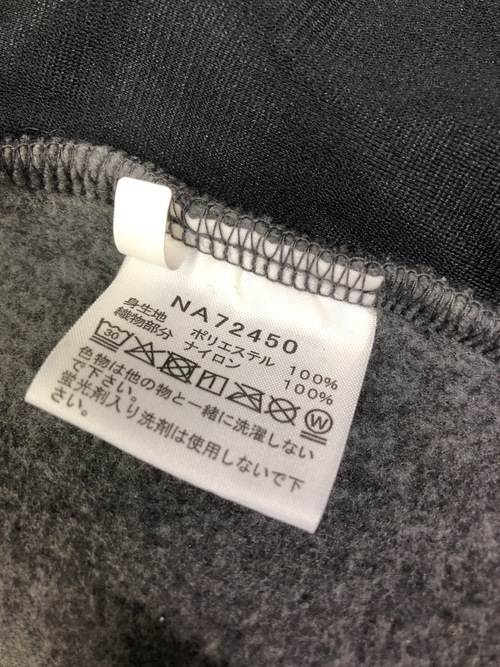 NA72450
身生地 ポリエステル 100%
織物部分 ナイロン 100%
30 W
色物は他の物と一緒に洗濯しない
で下さい。
蛍光剤入り洗剤は使用しないで下
さい。